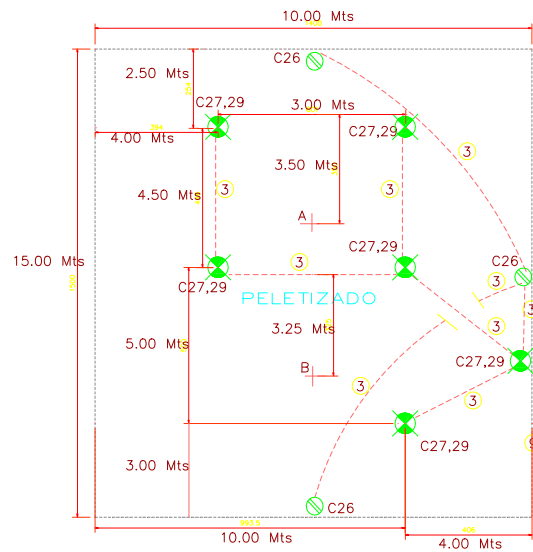 10.00 Mts
C26
2.50 Mts
C27,29
3.00 Mts
4.00 Mts
C27,29
3
3.50 Mts
4.50 Mts
3
3
A
C27,29
15.00 Mts
3
C26
C27,29
3
PELETIZADO
3
3.25 Mts
3
5.00 Mts
C27,29
B
3
3
C27,29
3.00 Mts
C26
10.00 Mts
406
4.00 Mts